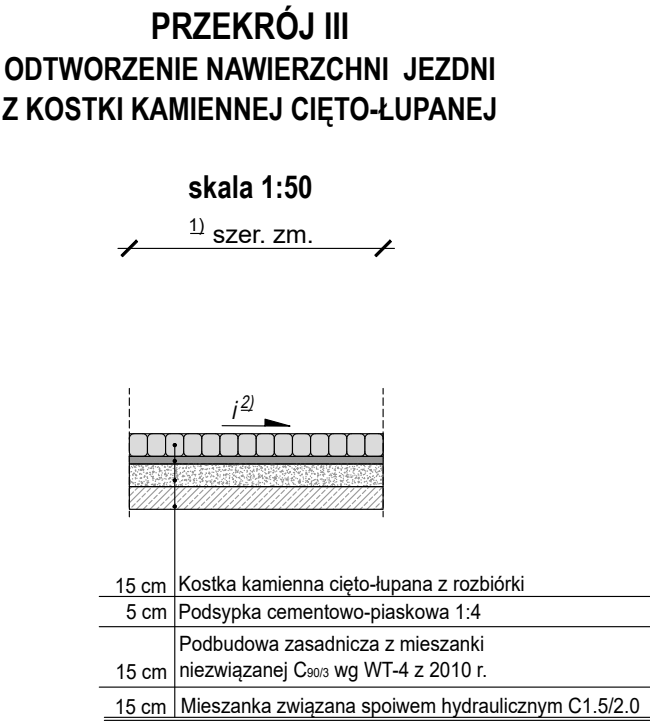 PRZEKRÓJ III
ODTWORZENIE NAWIERZCHNI JEZDNI
Z KOSTKI KAMIENNEJ CIĘTO-ŁUPANEJ
skala 1:50
1) szer. zm.
i 2)
15 cm Kostka kamienna cięto-łupana z rozbiórki
5 cm Podsypka cementowo-piaskowa 1:4
Podbudowa zasadnicza z mieszanki
15 cm niezwiązanej C90/3 wg WT-4 z 2010 r.
15 cm Mieszanka związana spoiwem hydraulicznym C1.5/2.0